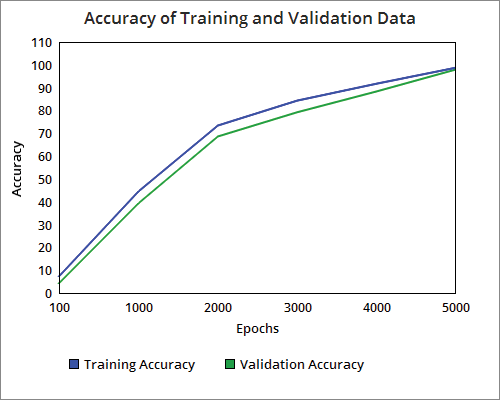 Accuracy of Training and Validation Data
110
100
90
80
70
60
50
40
30
20
10
0
Accuracy
100 1000 2000 3000 4000 5000
Epochs
Training Accuracy Validation Accuracy